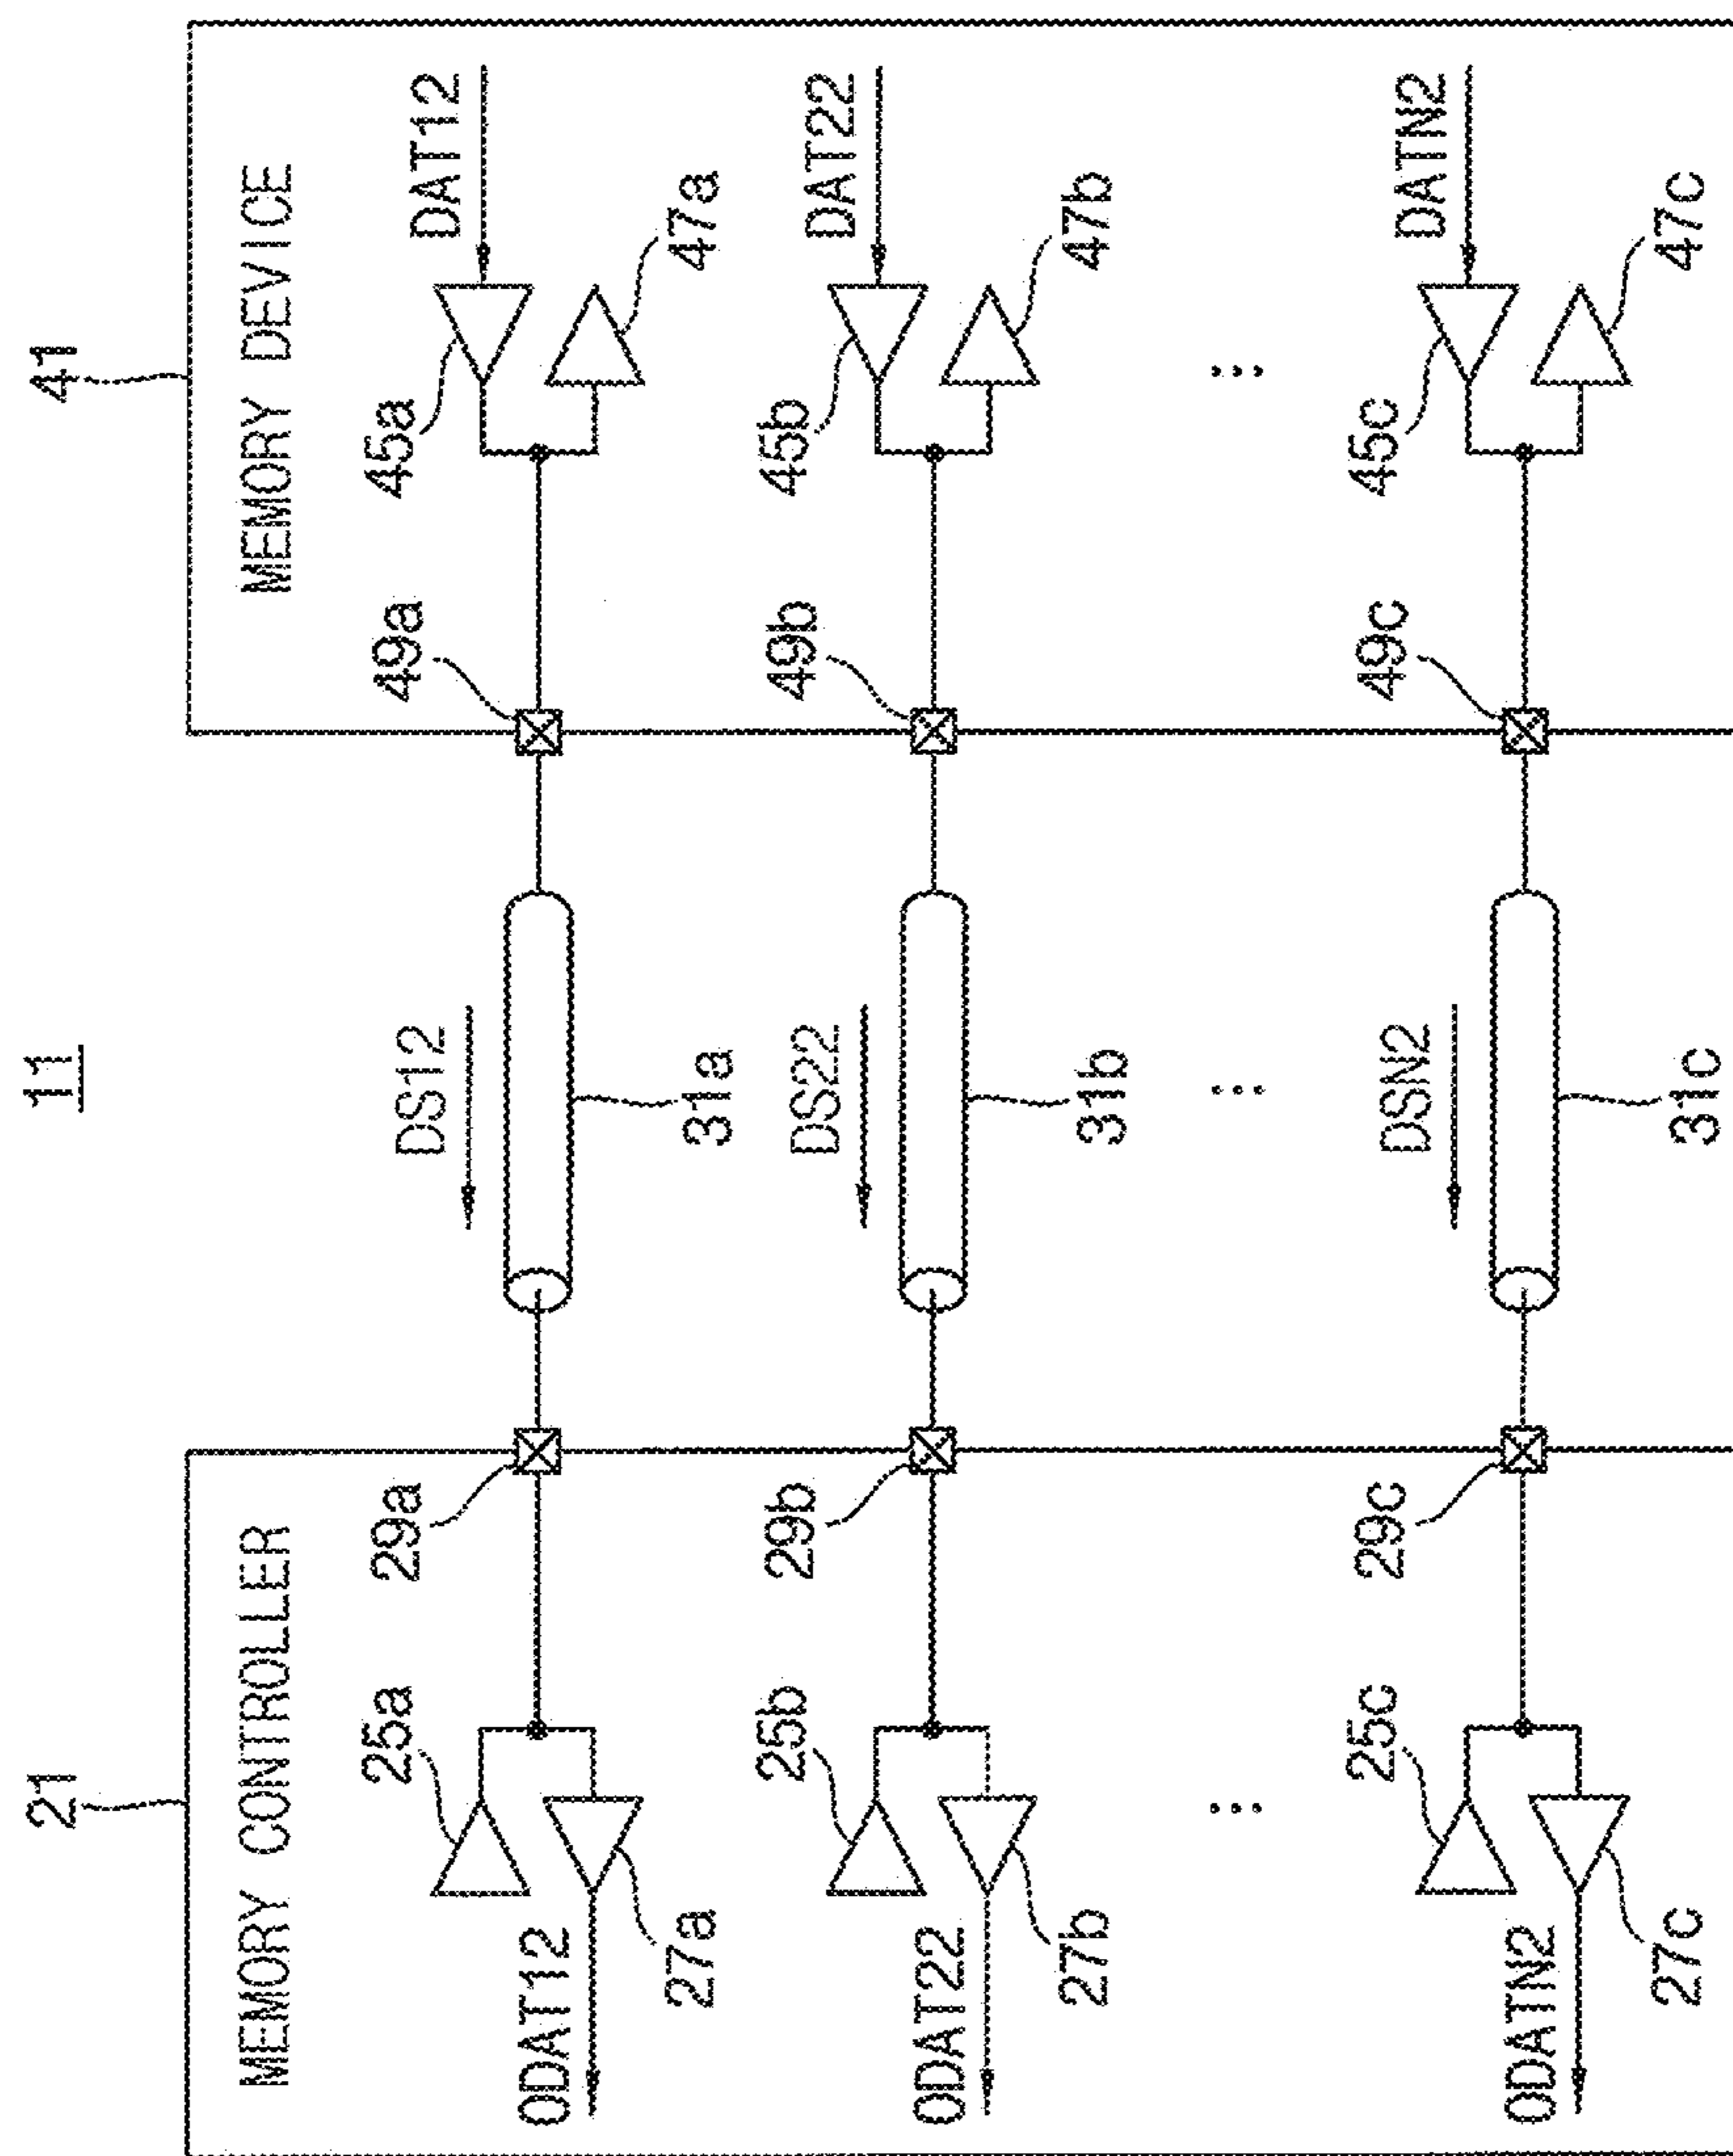 11
21
41
MEMORY CONTROLLER
MEMORY DEVICE
25a
29a
DS12
49a
45a
DAT12
ODAT12
27a
31a
47a
25b
29b
DS22
49b
45b
DAT22
ODAT22
27b
31b
47b
...
...
...
25c
29c
DSN2
49c
45c
DATN2
ODATN2
27c
31c
47c